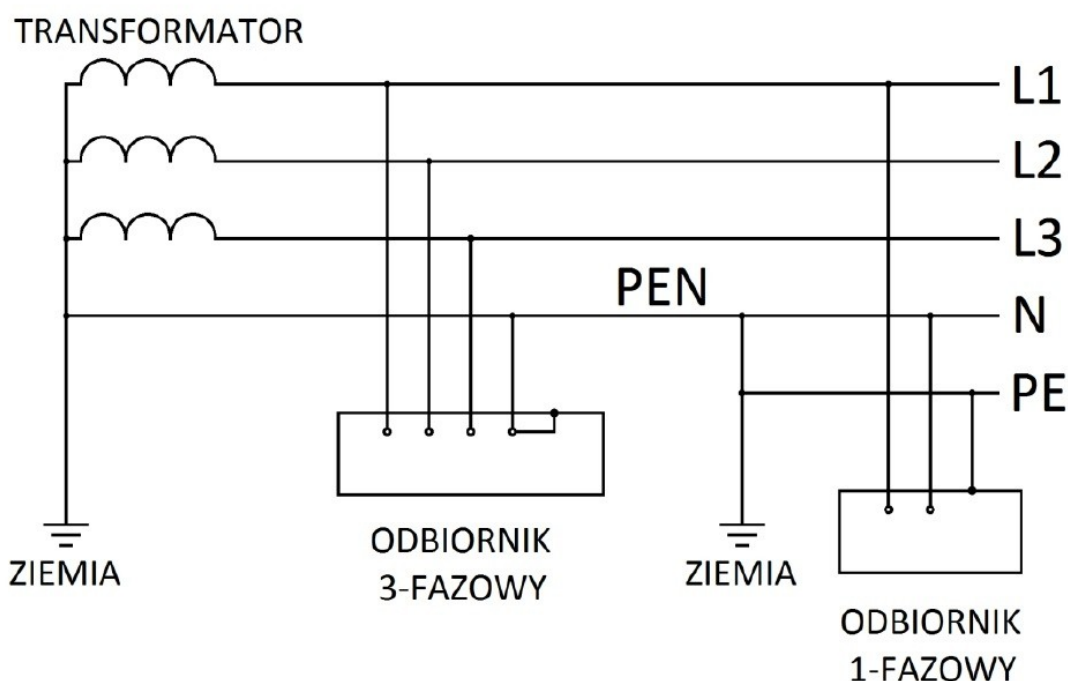 TRANSFORMATOR
L1
L2
L3
PEN
N
PE
ZIEMIA
ODBIORNIK
3-FAZOWY
ZIEMIA
ODBIORNIK
1-FAZOWY